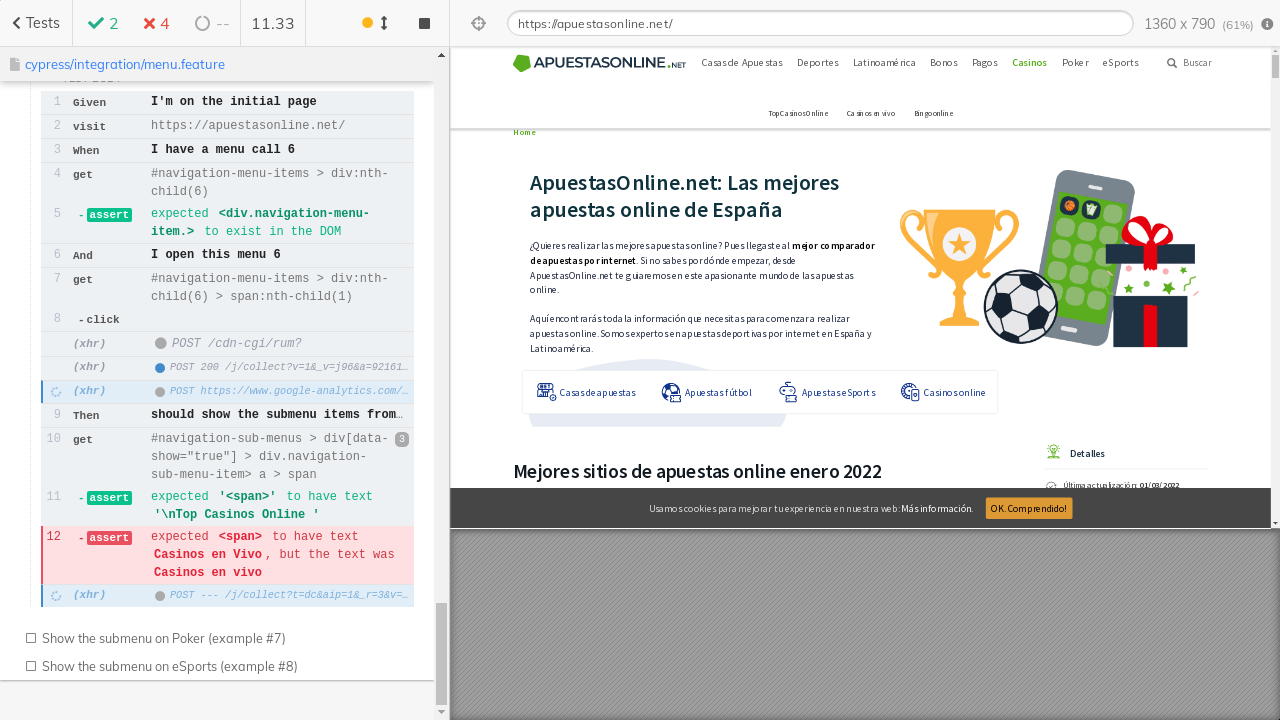 Tests
2
4
--
11.33
https://apuestasonline.net/
1360 x 790 (61%)
cypress/integration/menu.feature
1 Given I'm on the initial page
2 visit https://apuestasonline.net/
3 When I have a menu call 6
4 get #navigation-menu-items > div:nth-
child(6)
5 -assert expected <div.navigation-menu-
item.> to exist in the DOM
6 And I open this menu 6
7 get #navigation-menu-items > div:nth-
child(6) > span:nth-child(1)
8 -click
(xhr) POST /cdn-cgi/rum?
(xhr) POST 200 /j/collect?v=1&_v=j96&a=92161…
(xhr) POST https://www.google-analytics.com/…
9 Then should show the submenu items from…
10 get #navigation-sub-menus > div[data-
show="true"] > div.navigation-
sub-menu-item> a > span
3
11 -assert expected '<span>' to have text
'\nTop Casinos Online '
12 -assert expected <span> to have text
Casinos en Vivo, but the text was
Casinos en vivo
(xhr) POST --- /j/collect?t=dc&aip=1&_r=3&v=…
Show the submenu on Poker (example #7)
Show the submenu on eSports (example #8)
APUESTASONLINE.NET
Casas de Apuestas Deportes Latinoamérica Bonos Pagos Casinos Poker eSports Buscar
Top Casinos Online Casinos en vivo Bingo online
Home
ApuestasOnline.net: Las mejores
apuestas online de España
¿Quieres realizar las mejores apuestas online? Pues llegaste al mejor comparador
de apuestas por internet. Si no sabes por dónde empezar, desde
ApuestasOnline.net te guiaremos en este apasionante mundo de las apuestas
online.
Aquí encontrarás toda la información que necesitas para comenzar a realizar
apuestas online. Somos expertos en apuestas deportivas por internet en España y
Latinoamérica.
Casas de apuestas Apuestas fútbol Apuestas eSports Casinos online
Detalles
Mejores sitios de apuestas online enero 2022
Última actualización: 01/03/2022
Usamos cookies para mejorar tu experiencia en nuestra web: Más información.
OK. Comprendido!